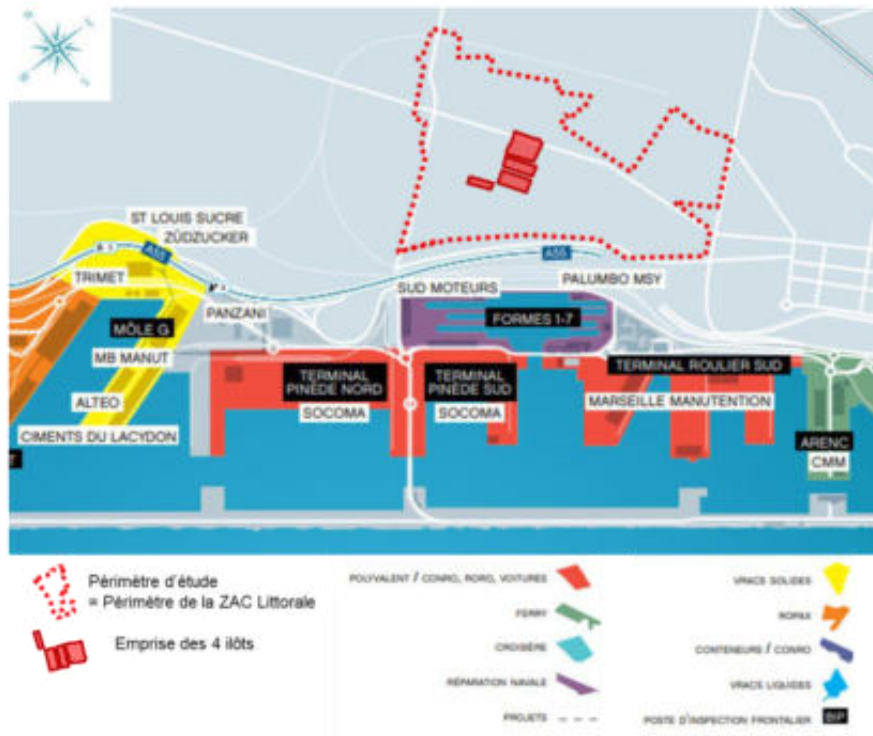 ST LOUIS SUCRE
ZÜDZUCKER
A55
TRIMET
A55
PALUMBO MSY
SUD MOTEURS
PANZANI
FORMES 1-7
MÔLE G
MB MANUT
TERMINAL
PINÈDE NORD
SOCOMA
TERMINAL
PINÈDE SUD
SOCOMA
TERMINAL ROULIER SUD
MARSEILLE MANUTENTION
ALTEO
CIMENTS DU LACYDON
ARENC
CMM
T
Périmètre d'étude
= Périmètre de la ZAC Littorale
Emprise des 4 ilôts
POLYVALENT / CONRO, RORO, VOITURES
FERRY
CROISIÈRE
RÉPARATION NAVALE
PROJETS
VRACS SOLIDES
ROPAX
CONTENEURS / CONRO
VRACS LIQUIDES
POSTE D'INSPECTION FRONTALIER BIP